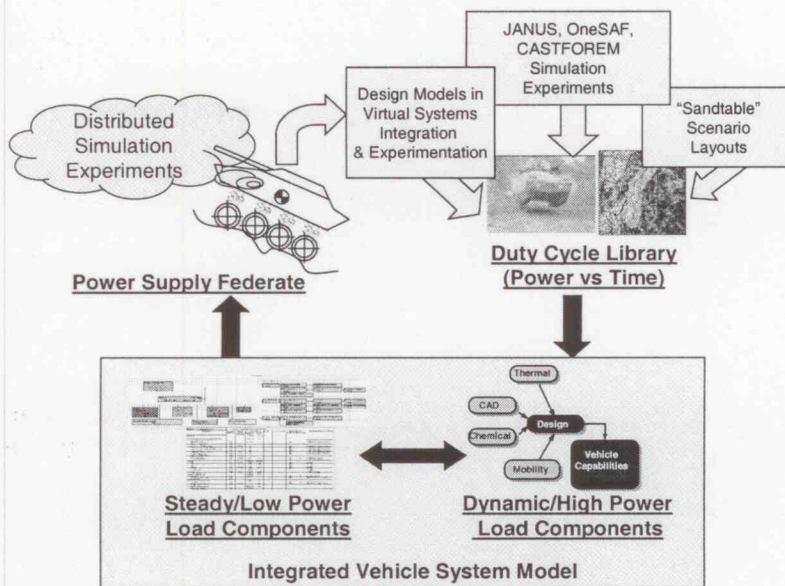 JANUS, OneSAF,
CASTFOREM
Simulation
Experiments
Design Models in
Virtual Systems
Integration
& Experimentation
"Sandtable"
Scenario
Layouts
Distributed
Simulation
Experiments
Power Supply Federate
Duty Cycle Library
(Power vs Time)
Thermal
CAD
Design
Chemical
Vehicle
Capabilities
Mobility
Steady/Low Power
Load Components
Dynamic/High Power
Load Components
Integrated Vehicle System Model